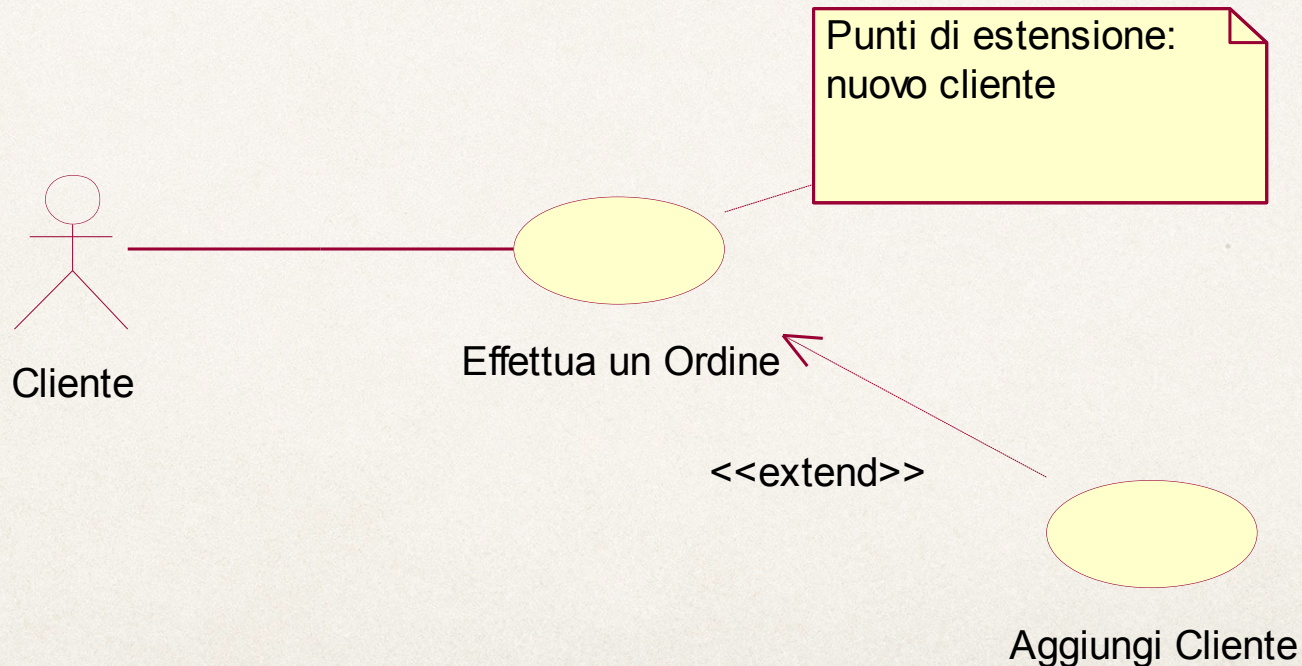 Punti di estensione:
nuovo cliente
Cliente
Effettua un Ordine
<<extend>>
Aggiungi Cliente